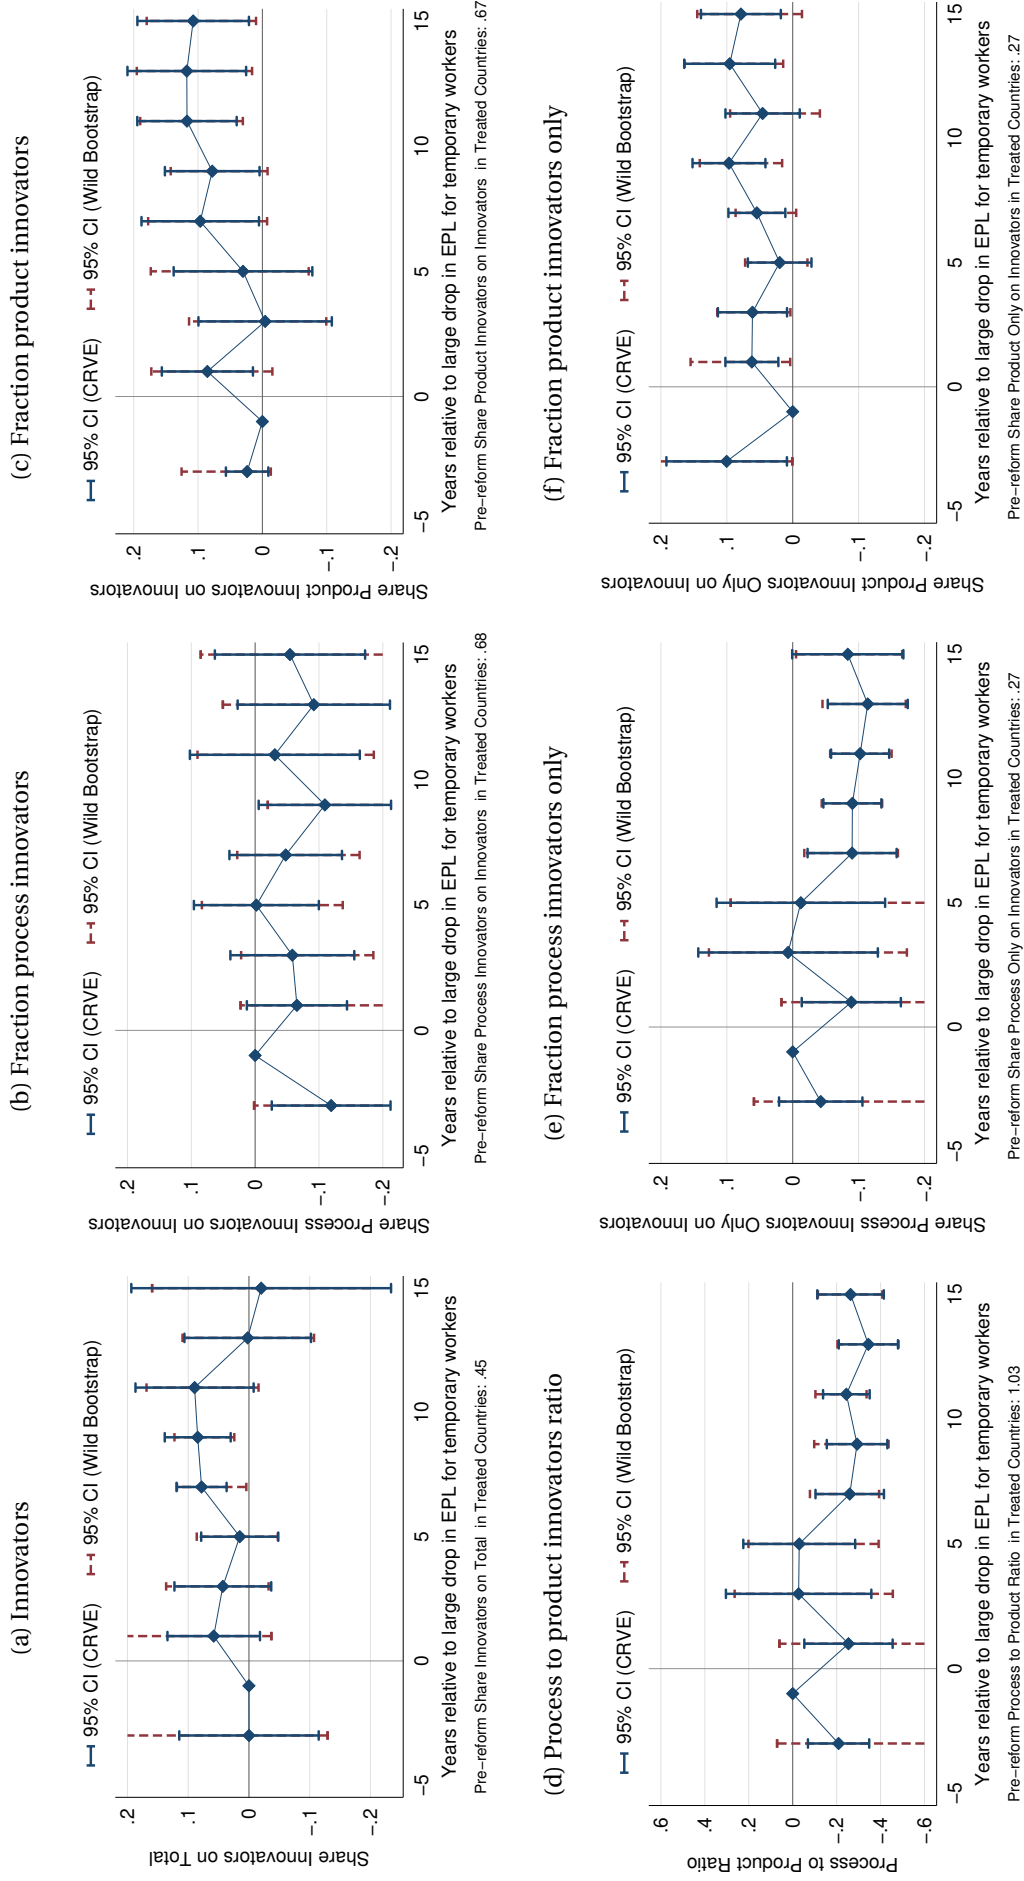 (a) Innovators
95% CI (CRVE) 95% CI (Wild Bootstrap)
Share Innovators on Total
.2
.1
0
−.1
−.2
−5 0 5 10 15
Years relative to large drop in EPL for temporary workers
Pre−reform Share Innovators on Total in Treated Countries: .45
(b) Fraction process innovators
95% CI (CRVE) 95% CI (Wild Bootstrap)
Share Process Innovators on Innovators
.2
.1
0
−.1
−.2
−5 0 5 10 15
Years relative to large drop in EPL for temporary workers
Pre−reform Share Process Innovators on Innovators in Treated Countries: .68
(c) Fraction product innovators
95% CI (CRVE) 95% CI (Wild Bootstrap)
Share Product Innovators on Innovators
.2
.1
0
−.1
−.2
−5 0 5 10 15
Years relative to large drop in EPL for temporary workers
Pre−reform Share Product Innovators on Innovators in Treated Countries: .67
(d) Process to product innovators ratio
95% CI (CRVE) 95% CI (Wild Bootstrap)
Process to Product Ratio
.6
.4
.2
0
−.2
−.4
−.6
−5 0 5 10 15
Years relative to large drop in EPL for temporary workers
Pre−reform Process to Product Ratio in Treated Countries: 1.03
(e) Fraction process innovators only
95% CI (CRVE) 95% CI (Wild Bootstrap)
Share Process Innovators Only on Innovators
.2
.1
0
−.1
−.2
−5 0 5 10 15
Years relative to large drop in EPL for temporary workers
Pre−reform Share Process Only on Innovators in Treated Countries: .27
(f) Fraction product innovators only
95% CI (CRVE) 95% CI (Wild Bootstrap)
Share Product Innovators Only on Innovators
.2
.1
0
−.1
−.2
−5 0 5 10 15
Years relative to large drop in EPL for temporary workers
Pre−reform Share Product Only on Innovators in Treated Countries: .27